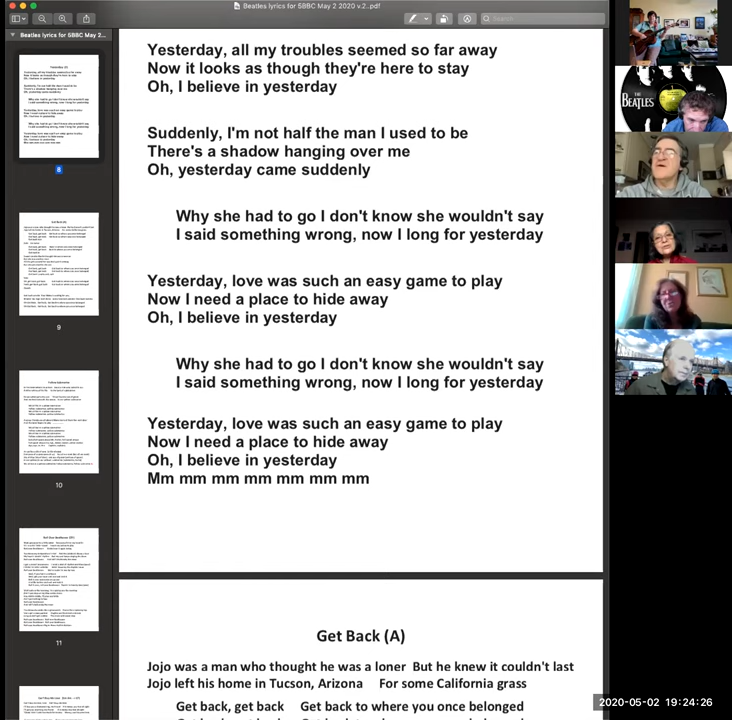 Beatles lyrics for 5BBC May 2 2020 v.2...pdf
Search
Beatles lyrics for 5BBC May 2...
Yesterday, all my troubles seemed so far away
Now it looks as though they're here to stay
Oh, I believe in yesterday
Suddenly, I'm not half the man I used to be
There's a shadow hanging over me
Oh, yesterday came suddenly
Why she had to go I don't know she wouldn't say
I said something wrong, now I long for yesterday
Yesterday, love was such an easy game to play
Now I need a place to hide away
Oh, I believe in yesterday
Why she had to go I don't know she wouldn't say
I said something wrong, now I long for yesterday
Yesterday, love was such an easy game to play
Now I need a place to hide away
Oh, I believe in yesterday
Mm mm mm mm mm mm mm
Get Back (A)
Jojo was a man who thought he was a loner But he knew it couldn't last
Jojo left his home in Tucson, Arizona For some California grass
Get back, get back Get back to where you once belonged
8
9
10
11
THE BEATLES
2020-05-02 19:24:26